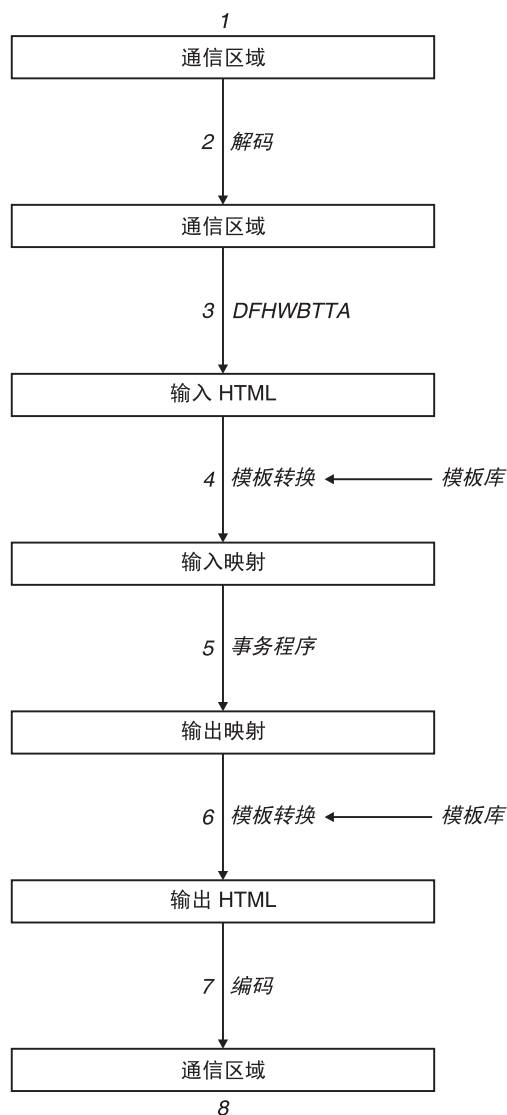 1
通信区域
2 解码
通信区域
3 DFHWBTTA
输入 HTML
4 模板转换 模板库
输入映射
5 事务程序
输出映射
6 模板转换 模板库
输出 HTML
7 编码
通信区域
8